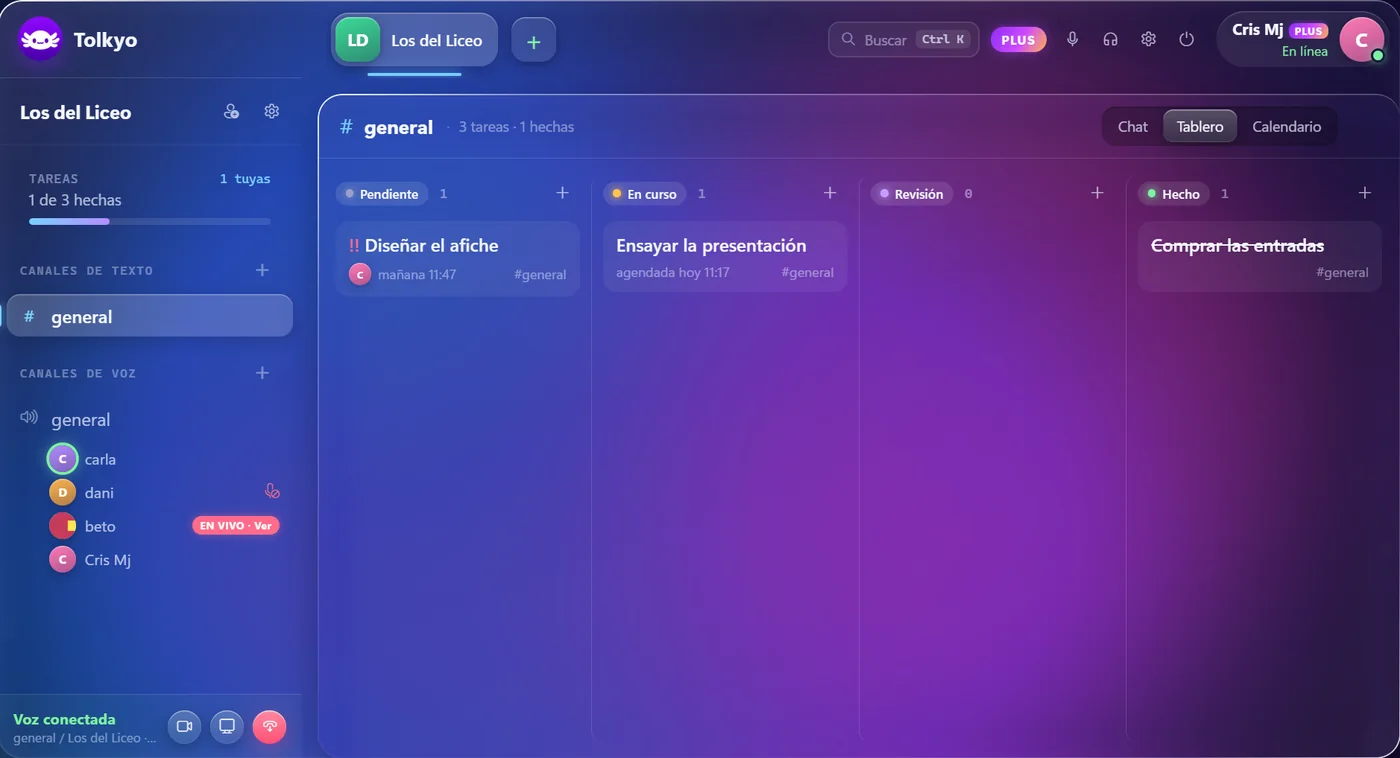 Tolkyo
LD Los del Liceo +
Buscar Ctrl K
PLUS
Cris Mj PLUS
En línea
C
Los del Liceo
TAREAS 1 tuyas
1 de 3 hechas
CANALES DE TEXTO +
# general
CANALES DE VOZ +
general
C carla
D dani
beto EN VIVO · Ver
C Cris Mj
Voz conectada
general / Los del Liceo -...
# general · 3 tareas · 1 hechas
Chat Tablero Calendario
Pendiente 1 +
!! Diseñar el afiche
C mañana 11:47 #general
En curso 1 +
Ensayar la presentación
agendada hoy 11:17 #general
Revisión 0 +
Hecho 1 +
Comprar las entradas
#general